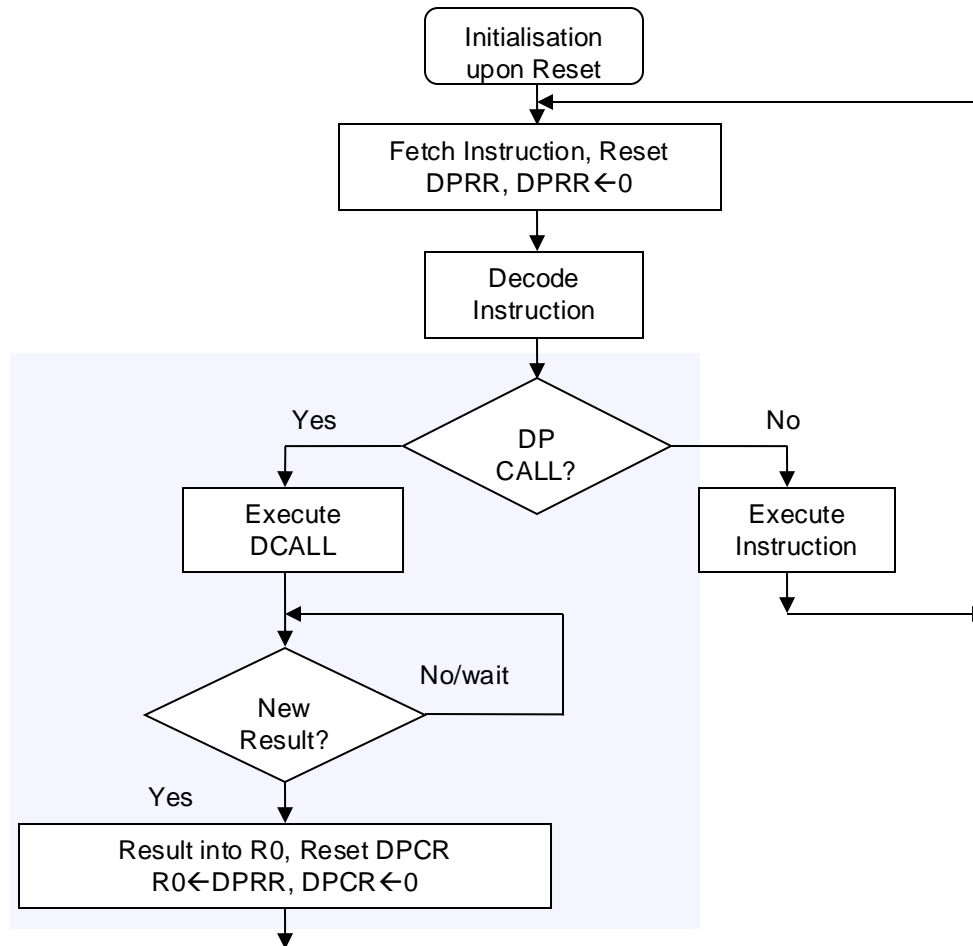 Initialisation
upon Reset
Fetch Instruction, Reset
DPRR, DPRR←0
Decode
Instruction
Yes
No
DP
CALL?
Execute
DCALL
Execute
Instruction
No/wait
New
Result?
Yes
Result into R0, Reset DPCR
R0←DPRR, DPCR←0